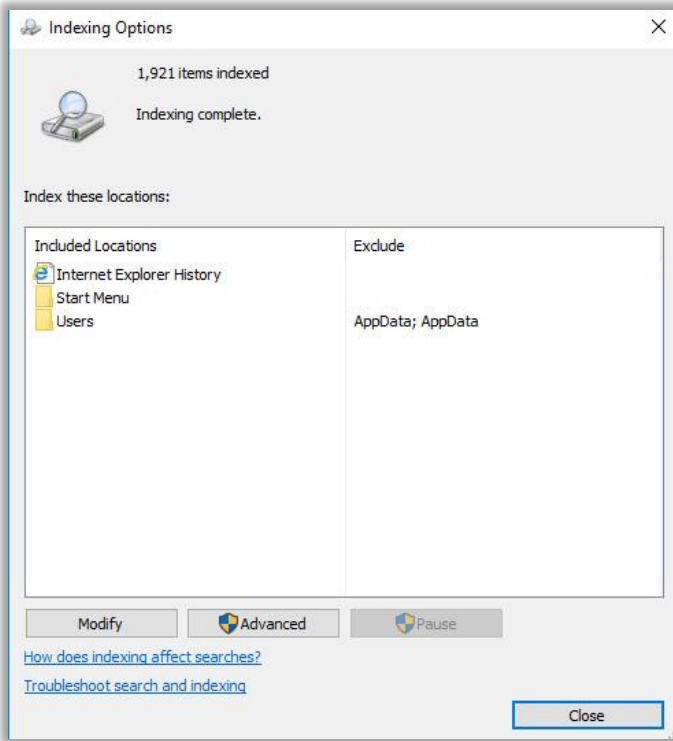 Indexing Options
1,921 items indexed
Indexing complete.
Index these locations:
Included Locations Exclude
Internet Explorer History
Start Menu
Users AppData; AppData
Modify Advanced Pause
How does indexing affect searches?
Troubleshoot search and indexing
Close